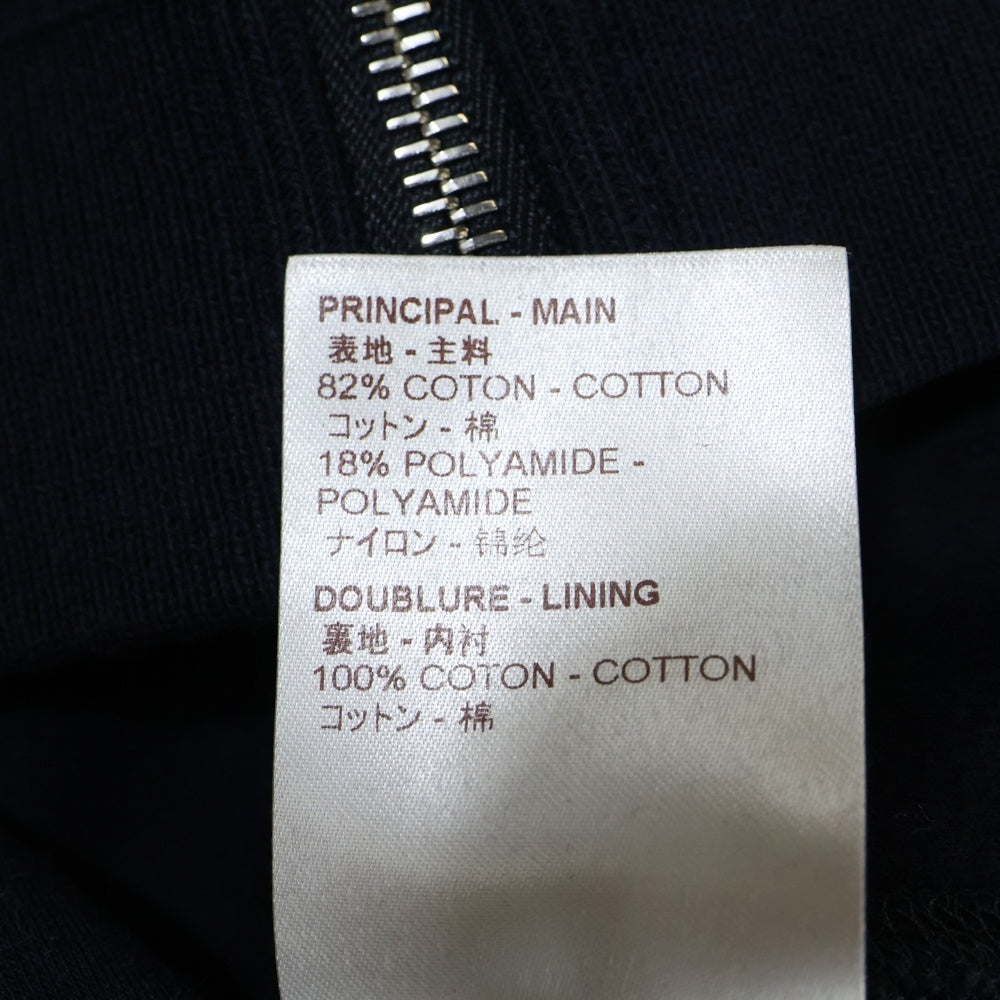 PRINCIPAL - MAIN
表地 - 主料
82% COTON - COTTON
コットン - 棉
18% POLYAMIDE -
POLYAMIDE
ナイロン - 锦纶
DOUBLURE - LINING
裏地 - 内衬
100% COTON - COTTON
コットン - 棉